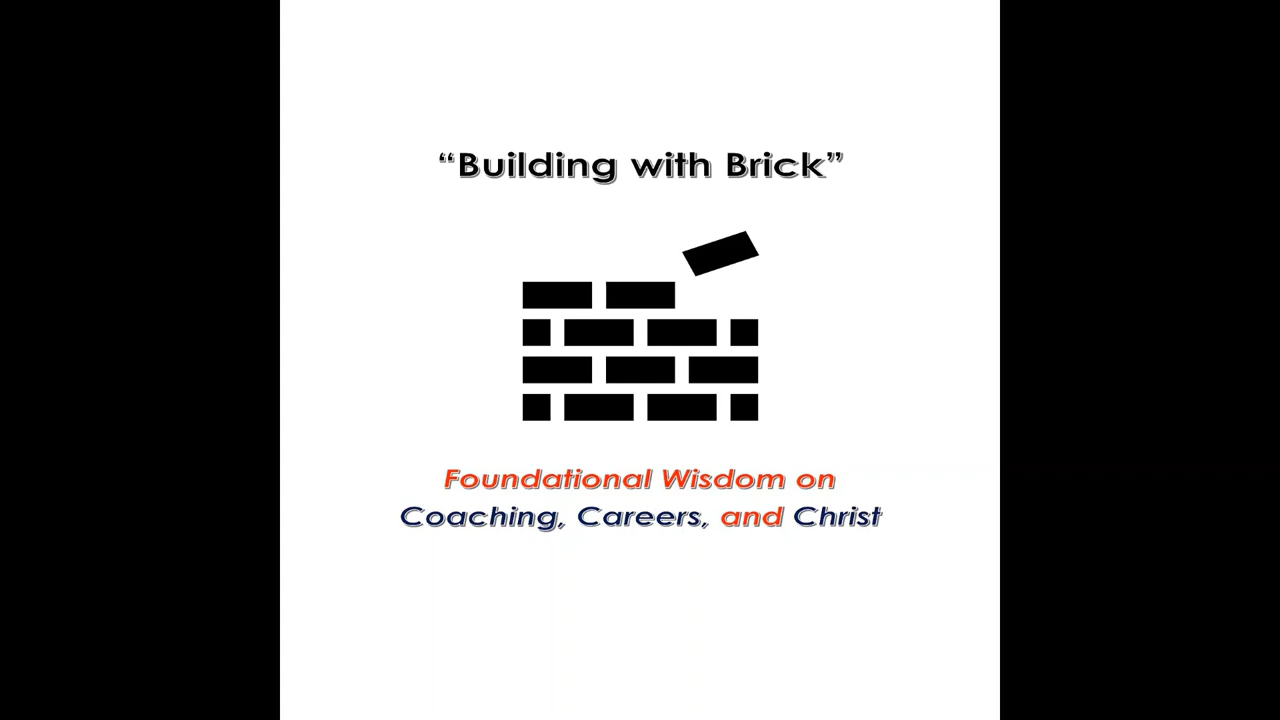 “Building with Brick”
Foundational Wisdom on
Coaching, Careers, and Christ